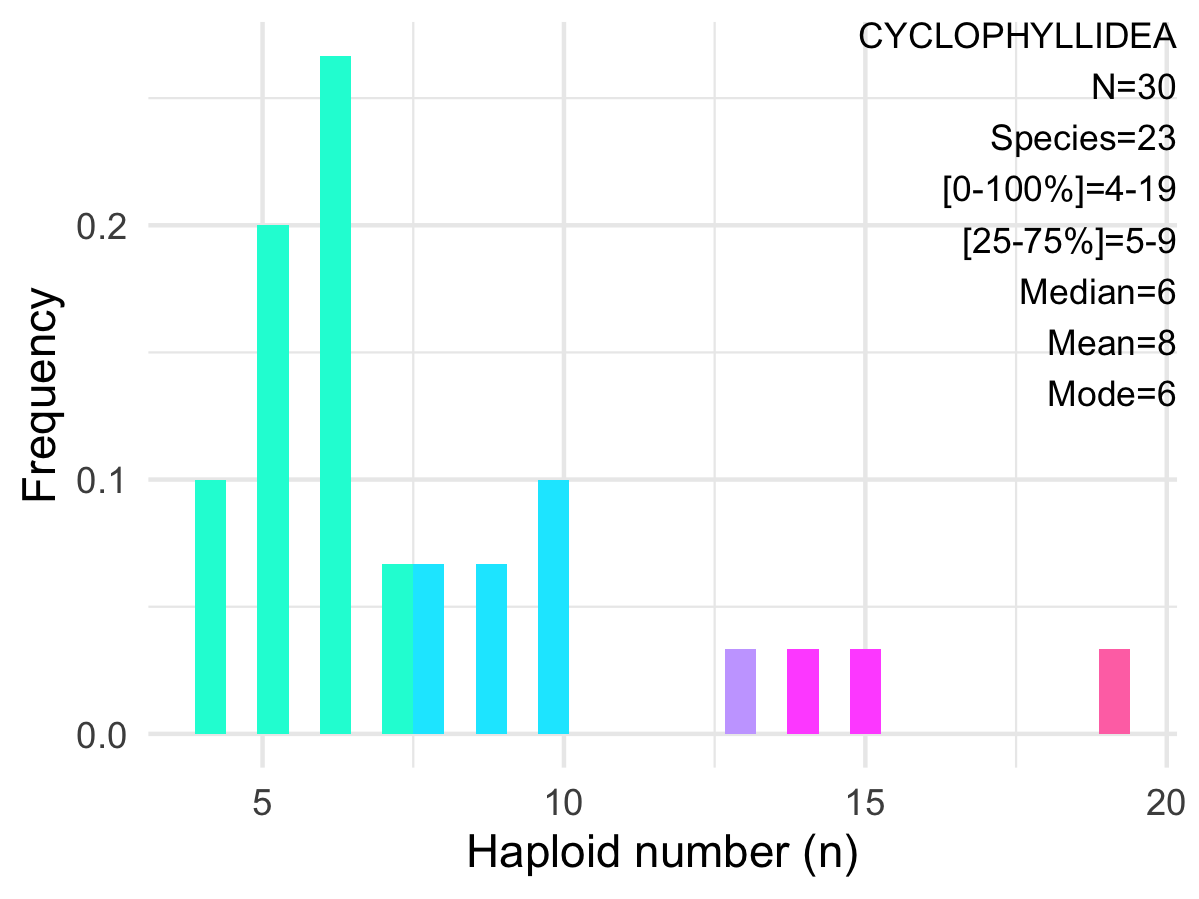 CYCLOPHYLLIDEA
N=30
Species=23
[0-100%]=4-19
[25-75%]=5-9
Median=6
Mean=8
Mode=6
Frequency
0.2
0.1
0.0
5 10 15 20
Haploid number (n)